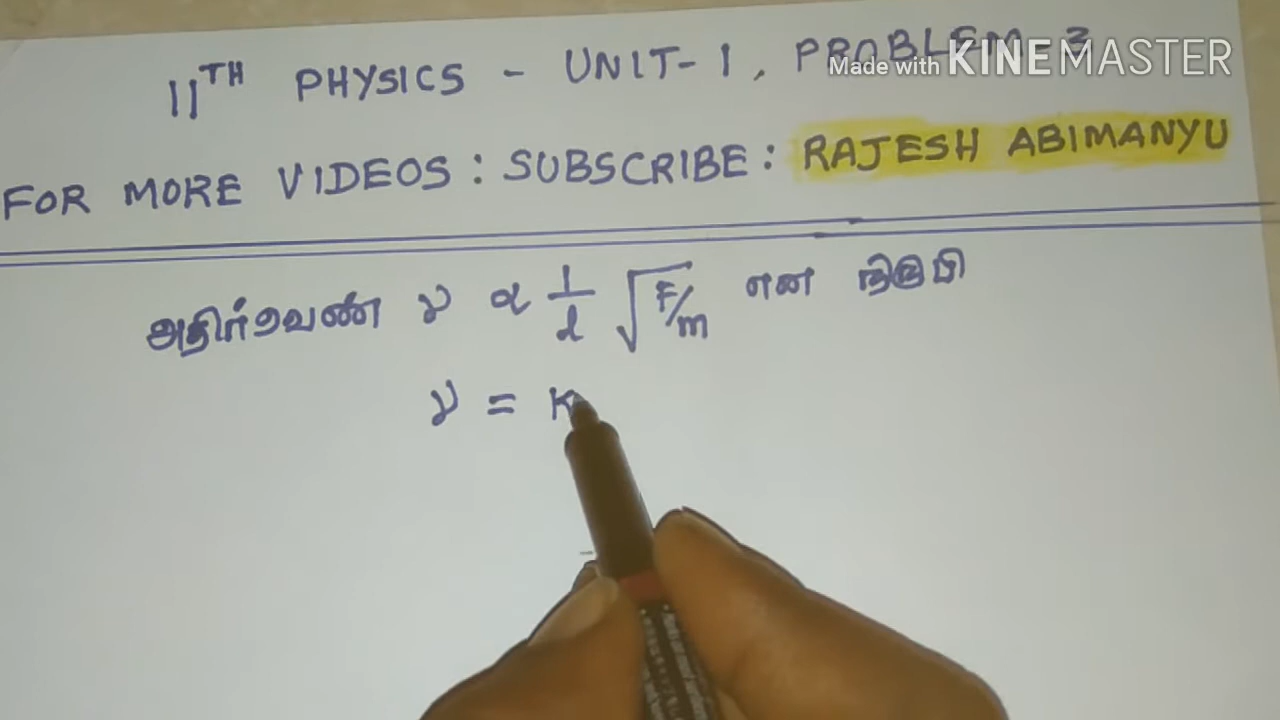 11TH PHYSICS - UNIT-1, PROBLEM-3
Made with KINEMASTER
FOR MORE VIDEOS : SUBSCRIBE : RAJESH ABIMANYU
அதிர்வெண் ν ∝ 1/l √F/m என நிரூபி
ν = K